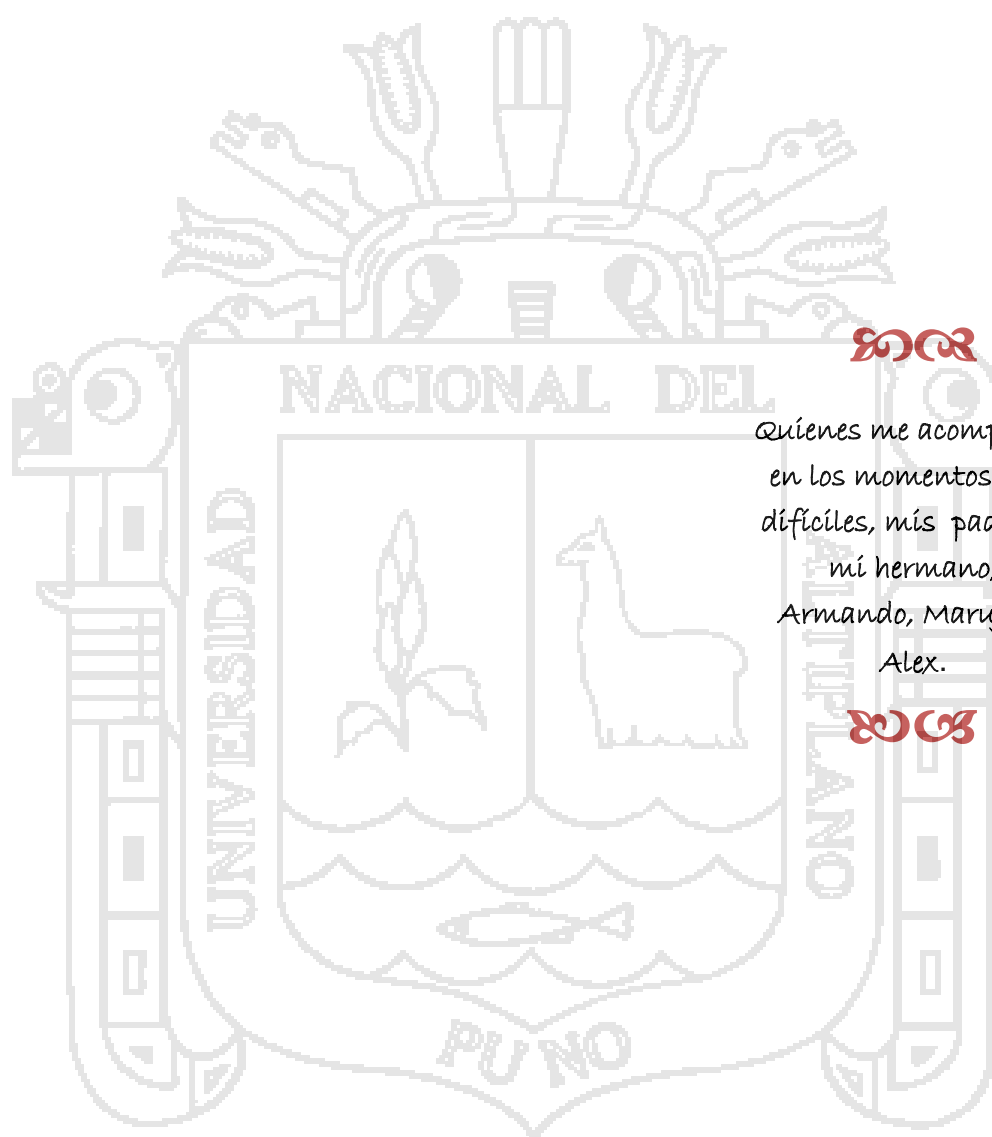 NACIONAL DEL
UNIVERSIDAD
ALTIPLANO
PUNO
Quienes me
en los momentos
difíciles, mis
mi hermano,
Armando,
Alex.